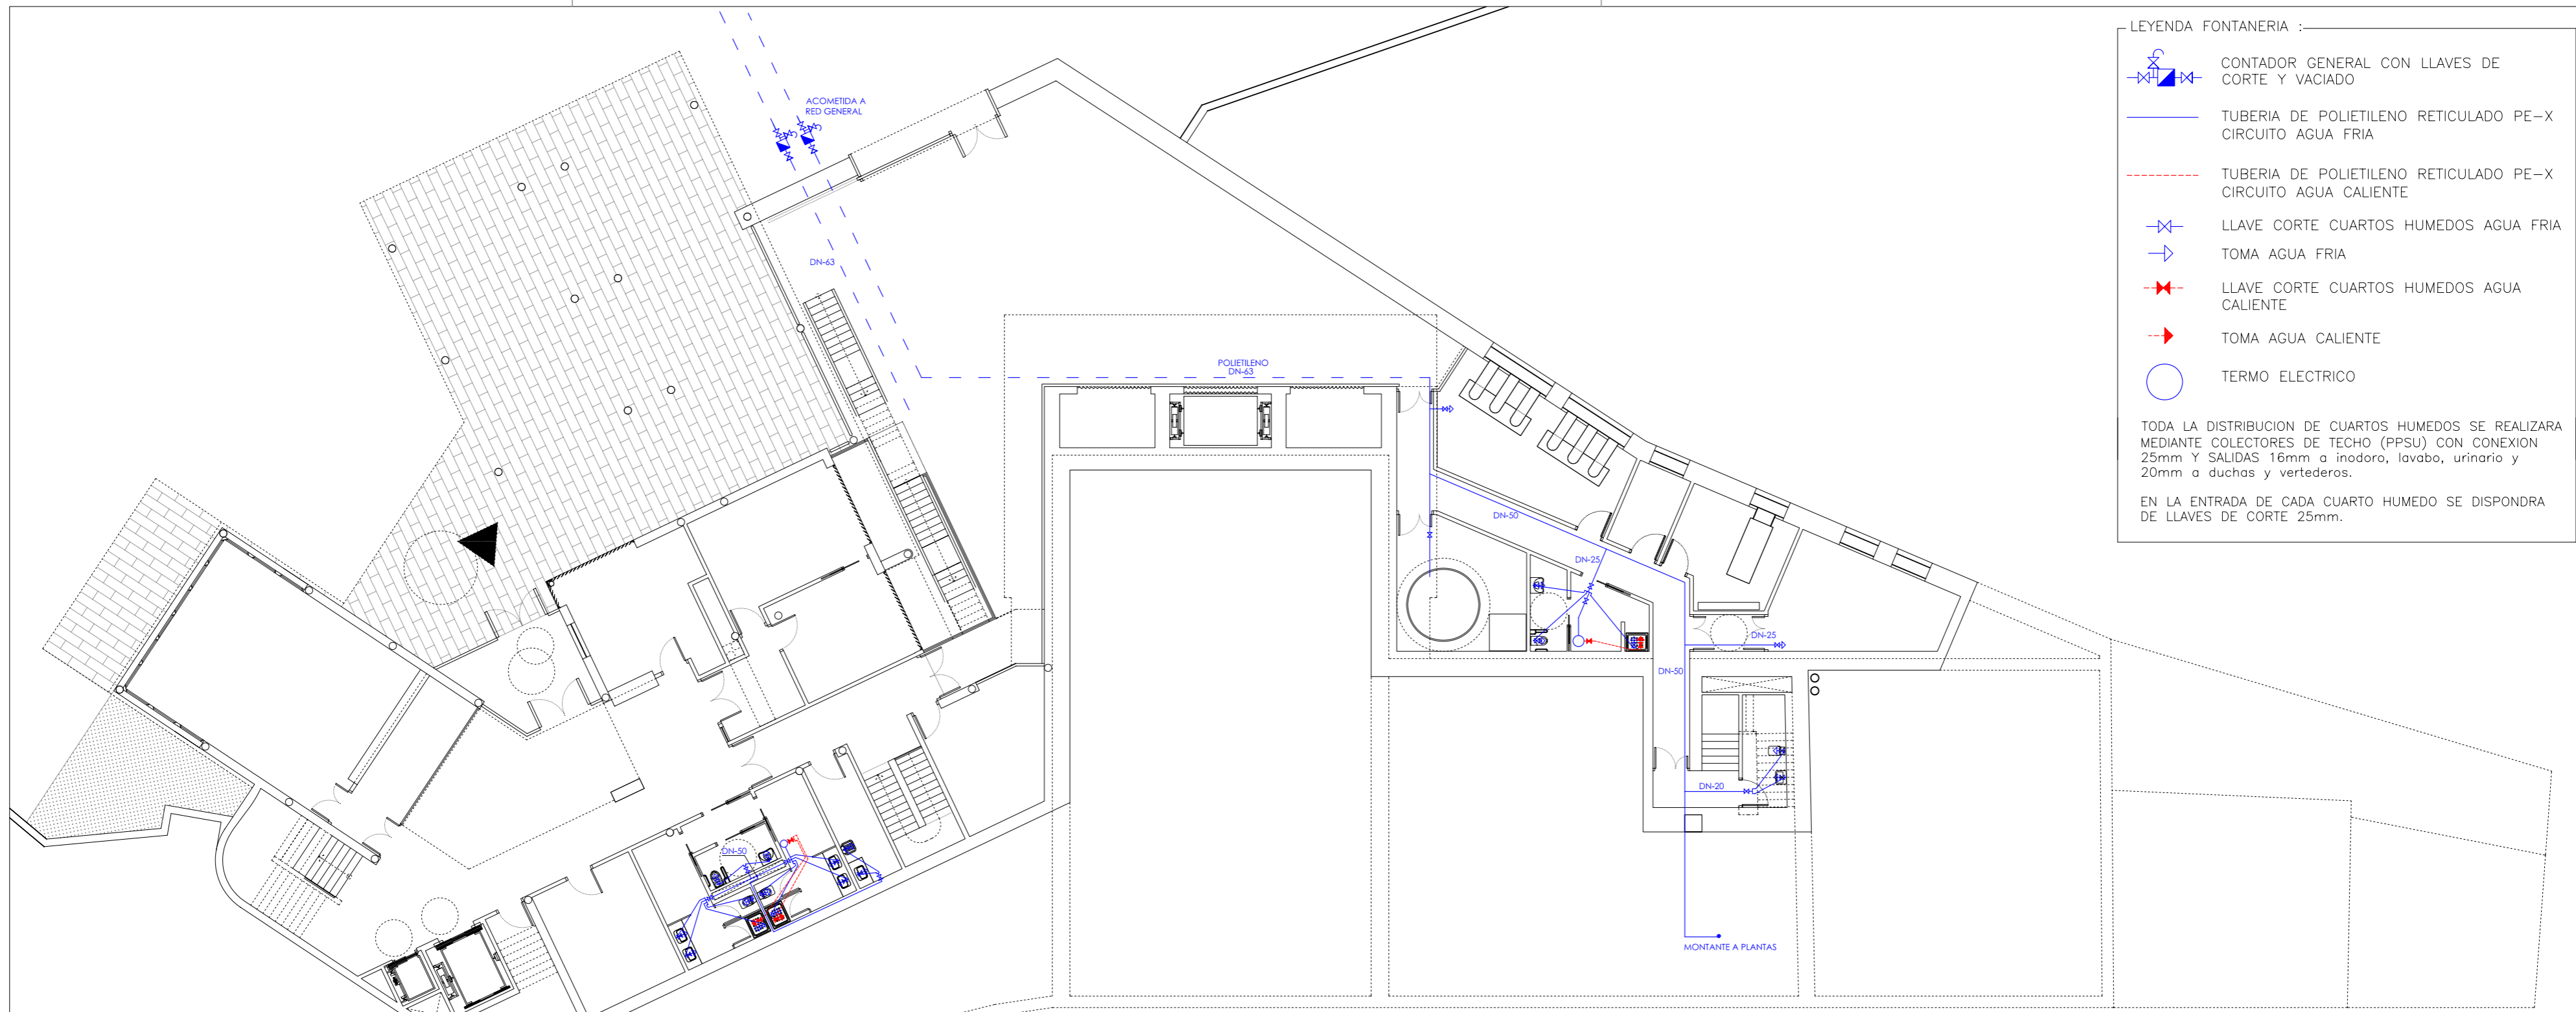 LEYENDA FONTANERIA :
CONTADOR GENERAL CON LLAVES DE
CORTE Y VACIADO
TUBERIA DE POLIETILENO RETICULADO PE-X
CIRCUITO AGUA FRIA
TUBERIA DE POLIETILENO RETICULADO PE-X
CIRCUITO AGUA CALIENTE
LLAVE CORTE CUARTOS HUMEDOS AGUA FRIA
TOMA AGUA FRIA
LLAVE CORTE CUARTOS HUMEDOS AGUA
CALIENTE
TOMA AGUA CALIENTE
TERMO ELECTRICO
TODA LA DISTRIBUCION DE CUARTOS HUMEDOS SE REALIZARA
MEDIANTE COLECTORES DE TECHO (PPSU) CON CONEXION
25mm Y SALIDAS 16mm a inodoro, lavabo, urinario y
20mm a duchas y vertederos.
EN LA ENTRADA DE CADA CUARTO HUMEDO SE DISPONDRA
DE LLAVES DE CORTE 25mm.
ACOMETIDA A
RED GENERAL
DN-63
POLIETILENO
DN-63
DN-50
DN-25
DN-25
DN-50
DN-20
DN-50
MONTANTE A PLANTAS